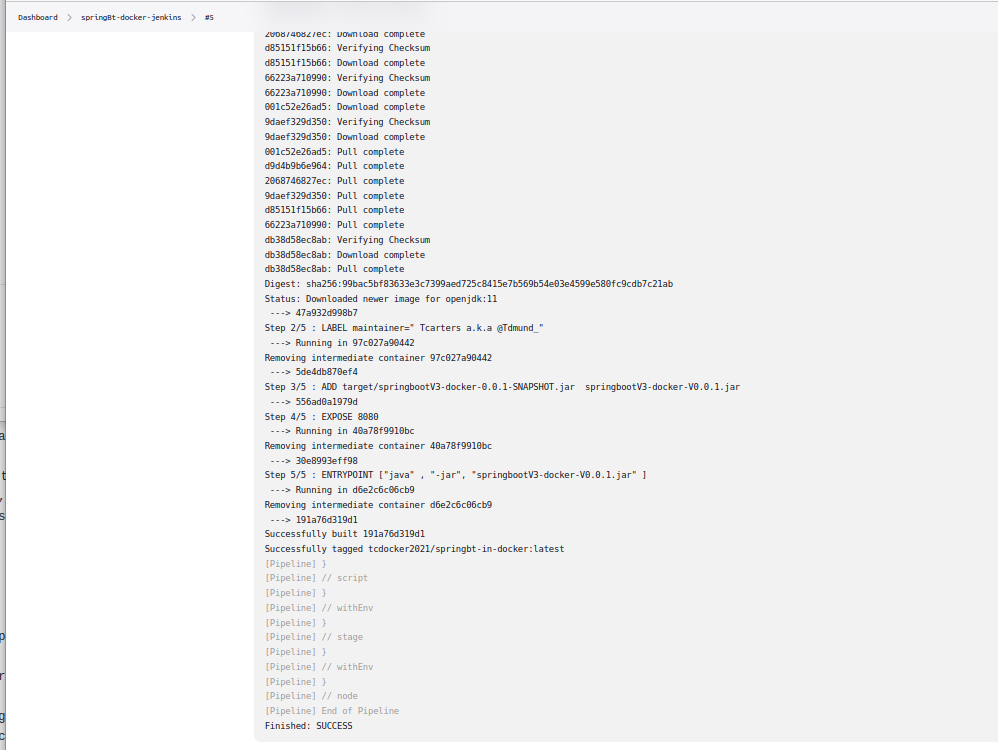 Dashboard > springBt-docker-jenkins > #5
2068746827ec: Download complete
d85151f15b66: Verifying Checksum
d85151f15b66: Download complete
66223a710990: Verifying Checksum
66223a710990: Download complete
001c52e26ad5: Download complete
9daef329d350: Verifying Checksum
9daef329d350: Download complete
001c52e26ad5: Pull complete
d9d4b9b6e964: Pull complete
2068746827ec: Pull complete
9daef329d350: Pull complete
d85151f15b66: Pull complete
66223a710990: Pull complete
db38d58ec8ab: Verifying Checksum
db38d58ec8ab: Download complete
db38d58ec8ab: Pull complete
Digest: sha256:99bac5bf83633e3c7399aed725c8415e7b569b54e03e4599e580fc9cdb7c21ab
Status: Downloaded newer image for openjdk:11
 ---> 47a932d998b7
Step 2/5 : LABEL maintainer=" Tcarters a.k.a @Tdmund_"
 ---> Running in 97c027a90442
Removing intermediate container 97c027a90442
 ---> 5de4db870ef4
Step 3/5 : ADD target/springbootV3-docker-0.0.1-SNAPSHOT.jar  springbootV3-docker-V0.0.1.jar
 ---> 556ad0a1979d
Step 4/5 : EXPOSE 8080
 ---> Running in 40a78f9910bc
Removing intermediate container 40a78f9910bc
 ---> 30e8993eff98
Step 5/5 : ENTRYPOINT ["java" , "-jar", "springbootV3-docker-V0.0.1.jar" ]
 ---> Running in d6e2c6c06cb9
Removing intermediate container d6e2c6c06cb9
 ---> 191a76d319d1
Successfully built 191a76d319d1
Successfully tagged tcdocker2021/springbt-in-docker:latest
[Pipeline] }
[Pipeline] // script
[Pipeline] }
[Pipeline] // withEnv
[Pipeline] }
[Pipeline] // stage
[Pipeline] }
[Pipeline] // withEnv
[Pipeline] }
[Pipeline] // node
[Pipeline] End of Pipeline
Finished: SUCCESS